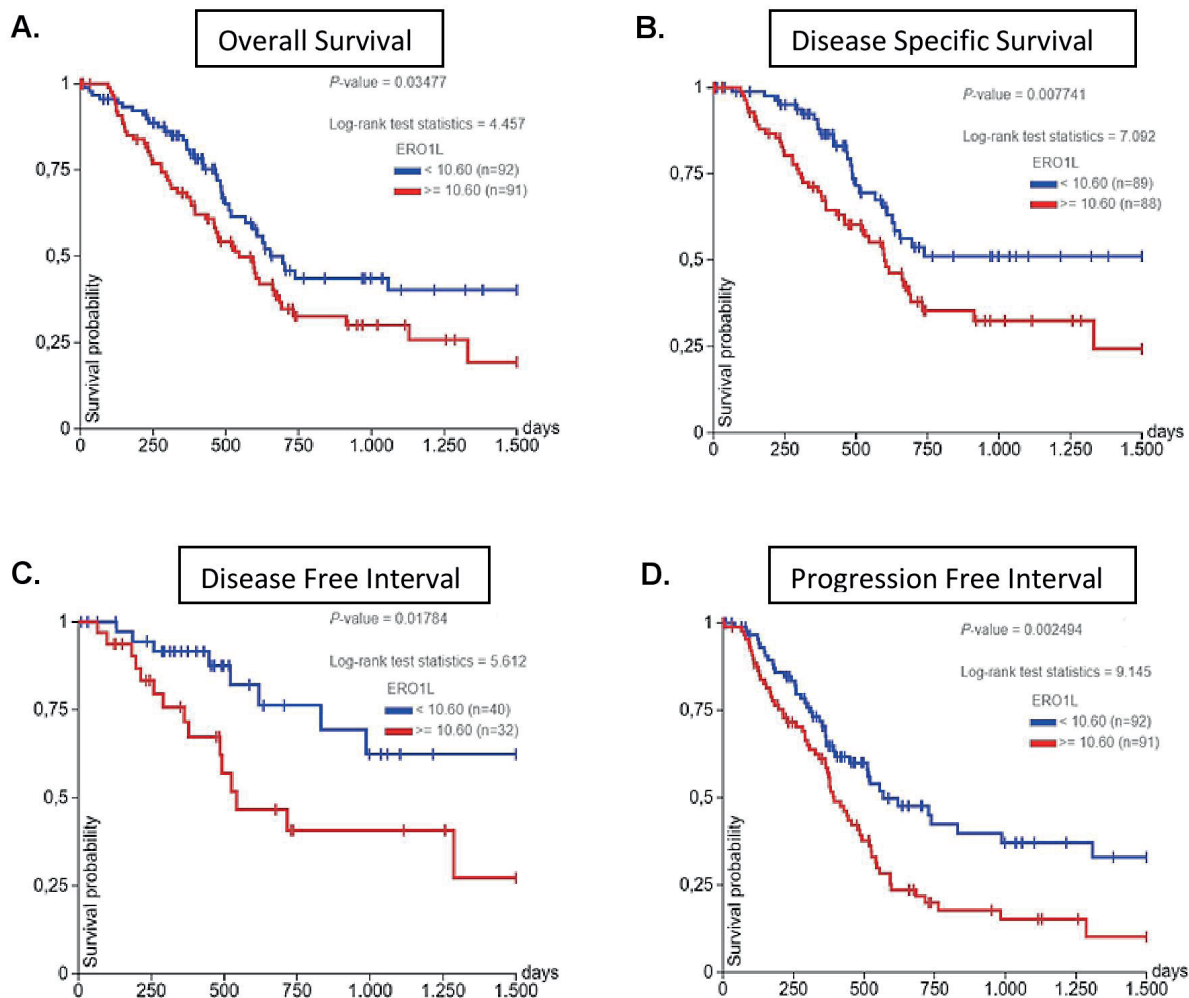 A.
Overall Survival
P-value = 0.03477
Log-rank test statistics = 4.457
ERO1L
< 10.60 (n=92)
>= 10.60 (n=91)
Survival probability
1
0,75
0,5
0,25
0
0 250 500 750 1.000 1.250 1.500
days
B.
Disease Specific Survival
P-value = 0.007741
Log-rank test statistics = 7.092
ERO1L
< 10.60 (n=89)
>= 10.60 (n=88)
Survival probability
1
0,75
0,5
0,25
0
0 250 500 750 1.000 1.250 1.500
days
C.
Disease Free Interval
P-value = 0.01784
Log-rank test statistics = 5.612
ERO1L
< 10.60 (n=40)
>= 10.60 (n=32)
Survival probability
1
0,75
0,5
0,25
0
0 250 500 750 1.000 1.250 1.500
days
D.
Progression Free Interval
P-value = 0.002494
Log-rank test statistics = 9.145
ERO1L
< 10.60 (n=92)
>= 10.60 (n=91)
Survival probability
1
0,75
0,5
0,25
0
0 250 500 750 1.000 1.250 1.500
days